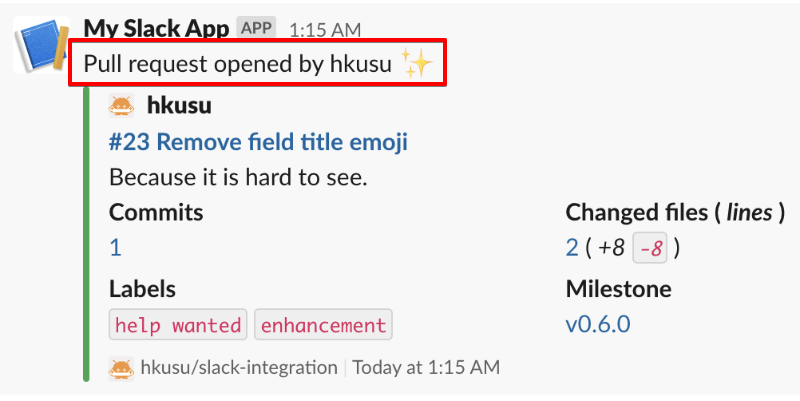 My Slack App APP 1:15 AM
Pull request opened by hkusu ✨
hkusu
#23 Remove field title emoji
Because it is hard to see.
Commits Changed files ( lines )
1 2 ( +8 -8 )
Labels Milestone
help wanted enhancement v0.6.0
hkusu/slack-integration | Today at 1:15 AM